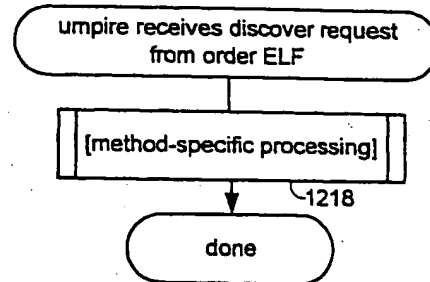 umpire receives discover request
from order ELF
[method-specific processing]
1218
done